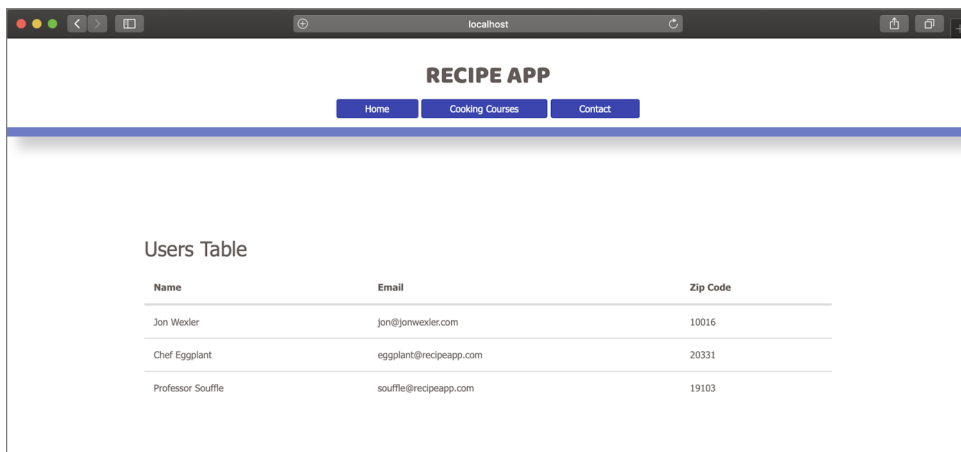 localhost
RECIPE APP
Home Cooking Courses Contact
Users Table
Name Email Zip Code
Jon Wexler jon@jonwexler.com 10016
Chef Eggplant eggplant@recipeapp.com 20331
Professor Souffle souffle@recipeapp.com 19103